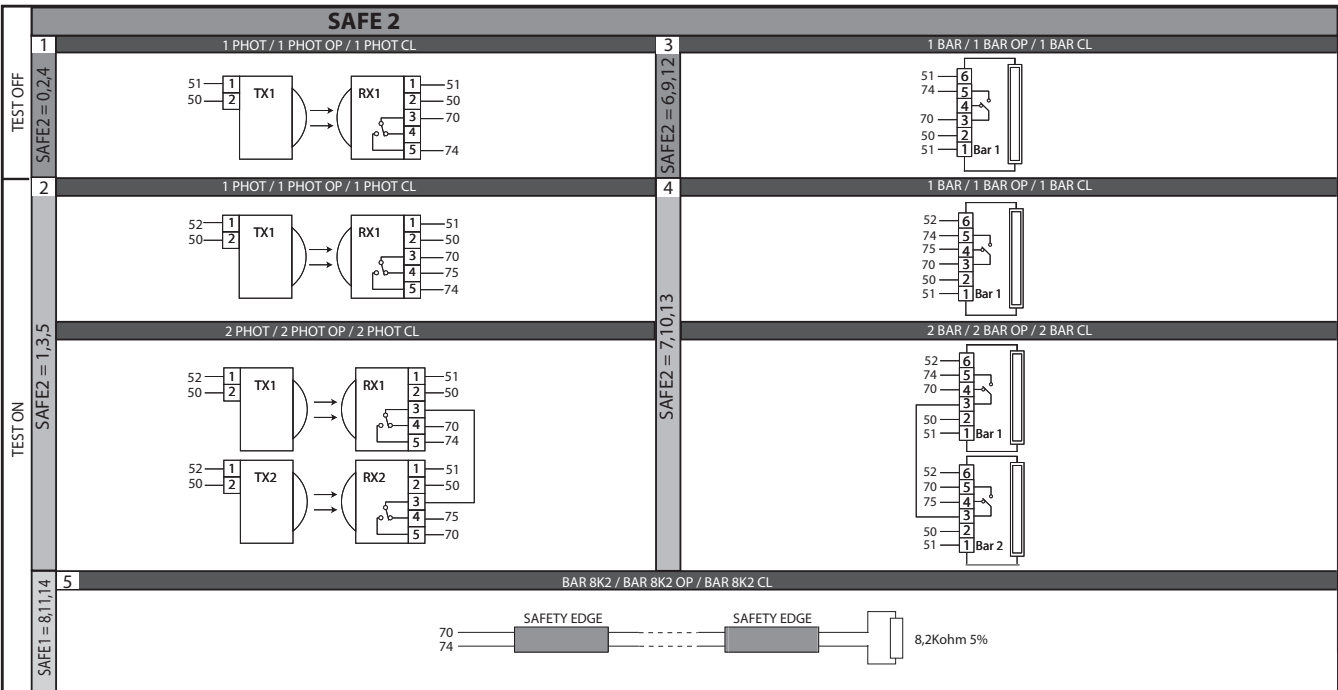 SAFE 2
TEST OFF
1
1 PHOT / 1 PHOT OP / 1 PHOT CL
SAFE2 = 0,2,4
51 1 TX1 RX1 1 51
50 2 2 50
3 70
4
5 74
3
1 BAR / 1 BAR OP / 1 BAR CL
SAFE2 = 6,9,12
51 6
74 5
4
70 3
50 2
51 1 Bar 1
TEST ON
2
1 PHOT / 1 PHOT OP / 1 PHOT CL
SAFE2 = 1,3,5
52 1 TX1 RX1 1 51
50 2 2 50
3 70
4 75
5 74
2 PHOT / 2 PHOT OP / 2 PHOT CL
52 1 TX1 RX1 1 51
50 2 2 50
3
4 70
5 74
52 1 TX2 RX2 1 51
50 2 2 50
3
4 75
5 70
4
1 BAR / 1 BAR OP / 1 BAR CL
SAFE2 = 7,10,13
52 6
74 5
75 4
70 3
50 2
51 1 Bar 1
2 BAR / 2 BAR OP / 2 BAR CL
52 6
74 5
70 4
3
50 2
51 1 Bar 1
52 6
70 5
75 4
3
50 2
51 1 Bar 2
5
BAR 8K2 / BAR 8K2 OP / BAR 8K2 CL
SAFE1 = 8,11,14
SAFETY EDGE SAFETY EDGE
70
74
8,2Kohm 5%